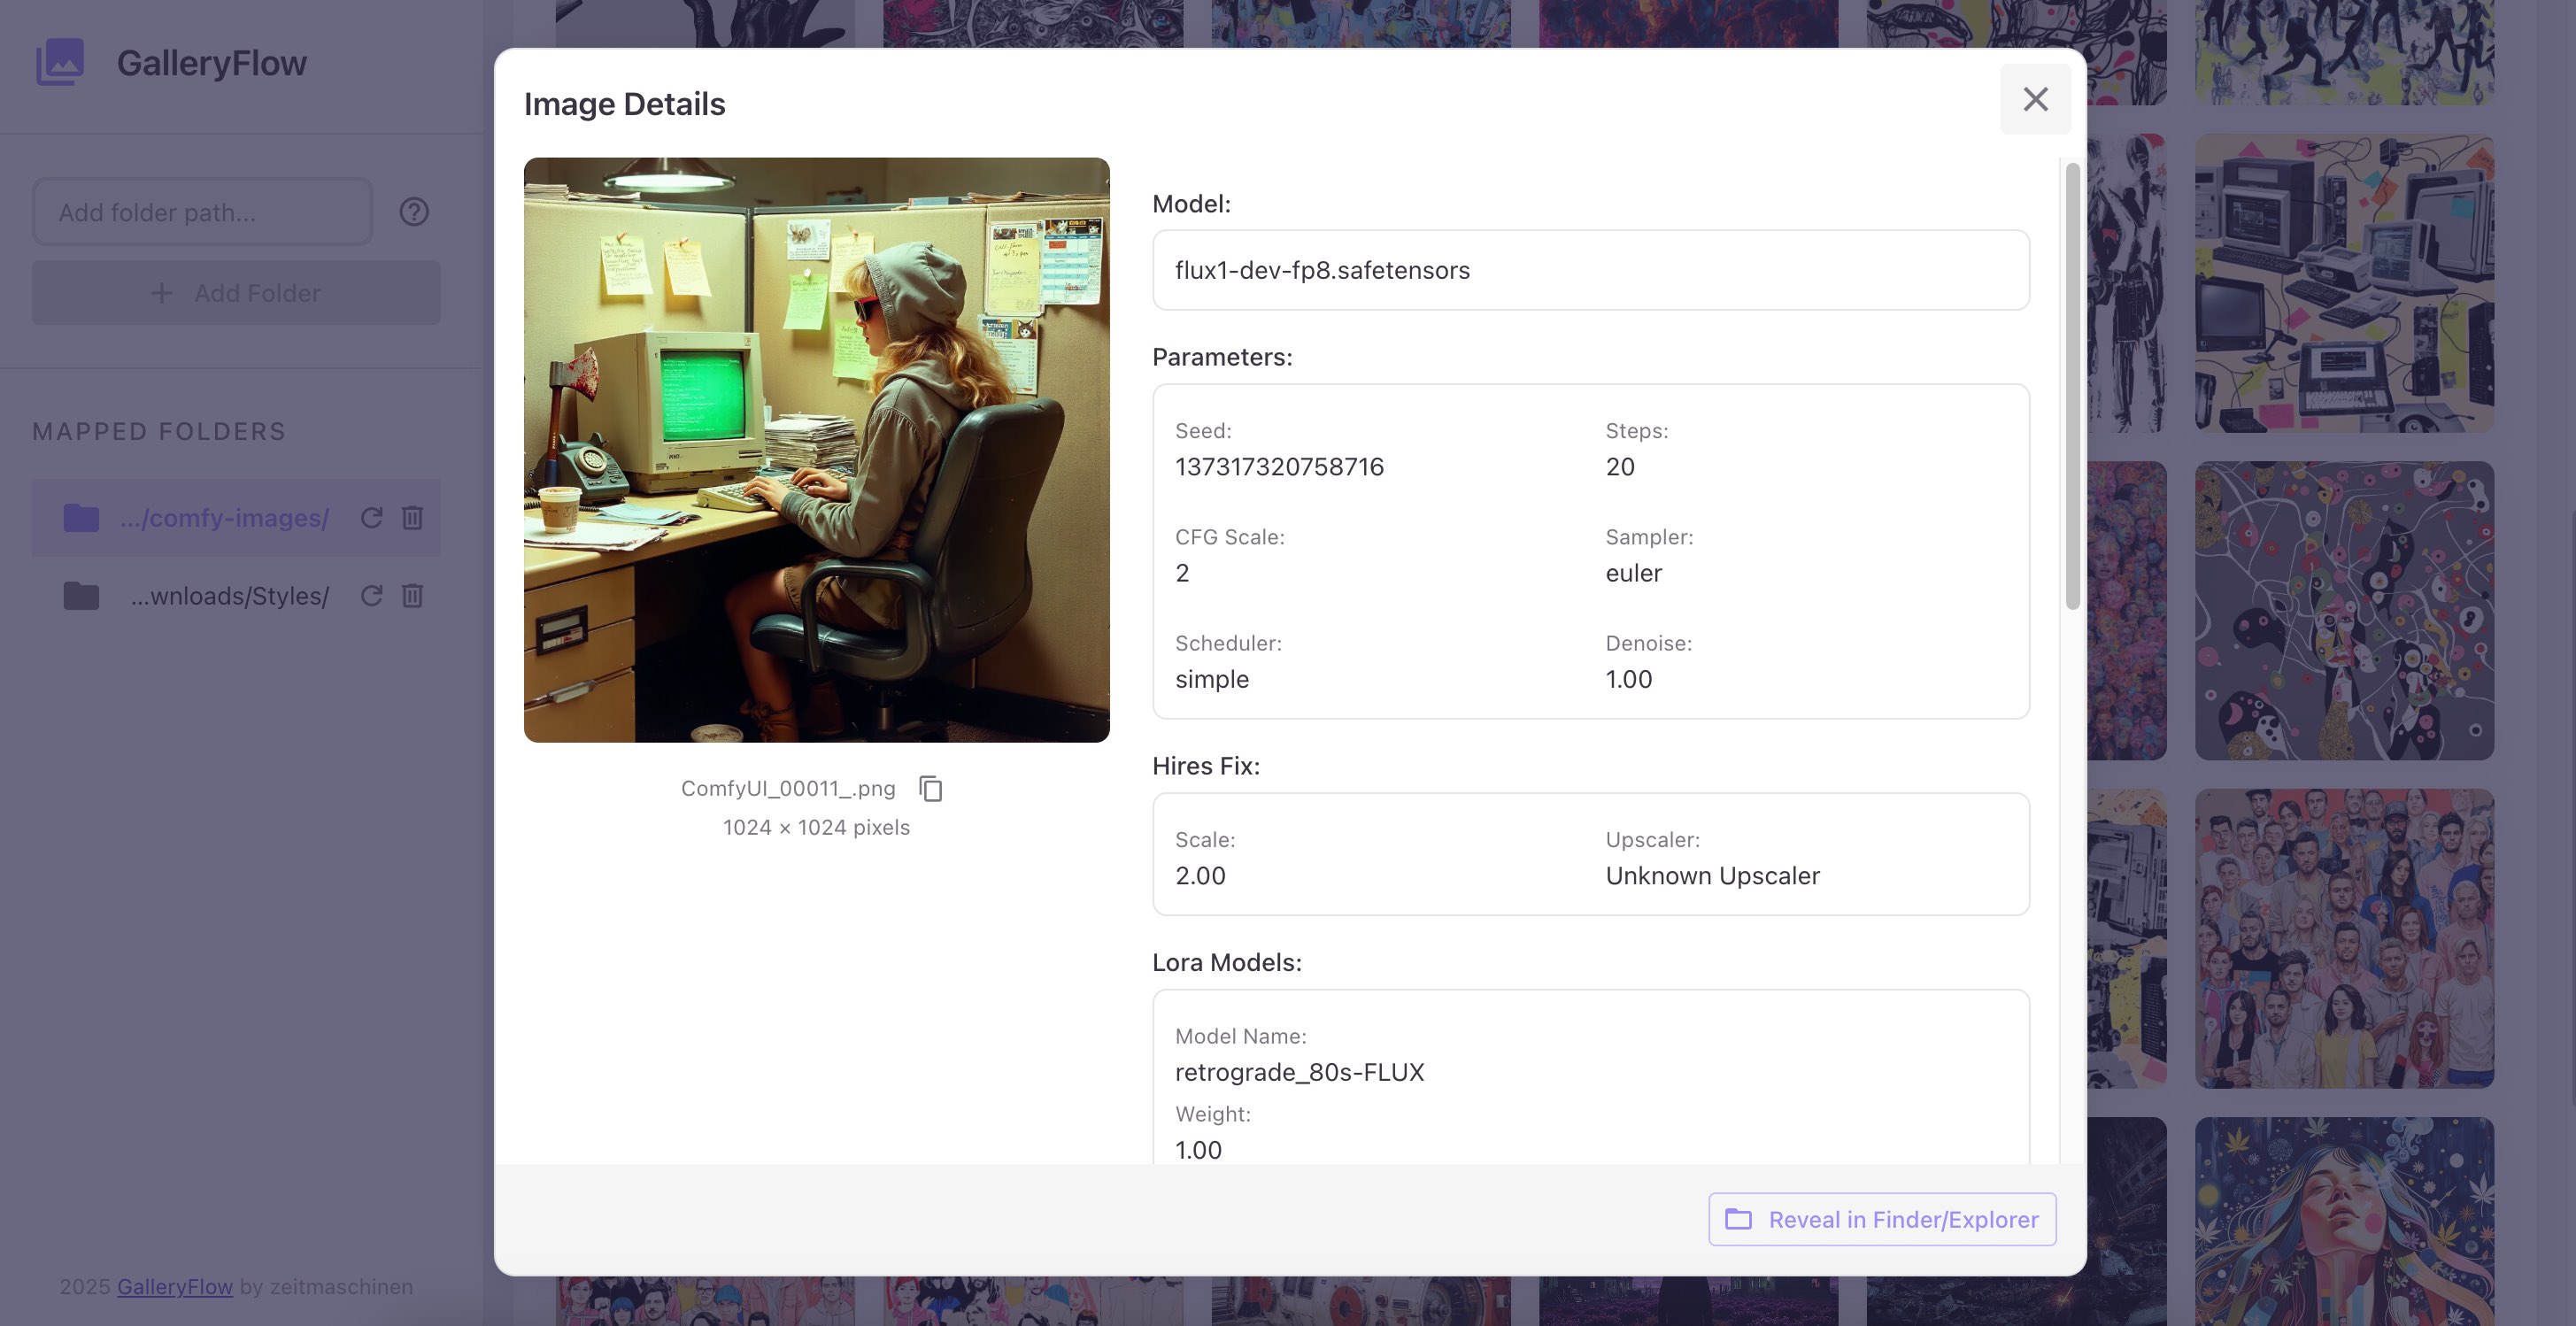 GalleryFlow
Add folder path...
Add Folder
MAPPED FOLDERS
.../comfy-images/
...wnloads/Styles/
2025 GalleryFlow by zeitmaschinen
Image Details
ComfyUI_00011_.png
1024 × 1024 pixels
Model:
flux1-dev-fp8.safetensors
Parameters:
Seed:
137317320758716
Steps:
20
CFG Scale:
2
Sampler:
euler
Scheduler:
simple
Denoise:
1.00
Hires Fix:
Scale:
2.00
Upscaler:
Unknown Upscaler
Lora Models:
Model Name:
retrograde_80s-FLUX
Weight:
1.00
Reveal in Finder/Explorer